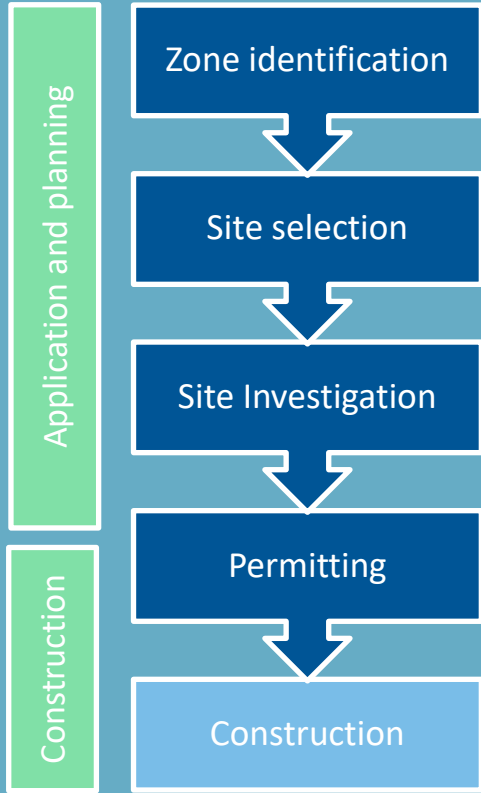 Application and planning
Zone identification
Site selection
Site Investigation
Permitting
Construction
Construction